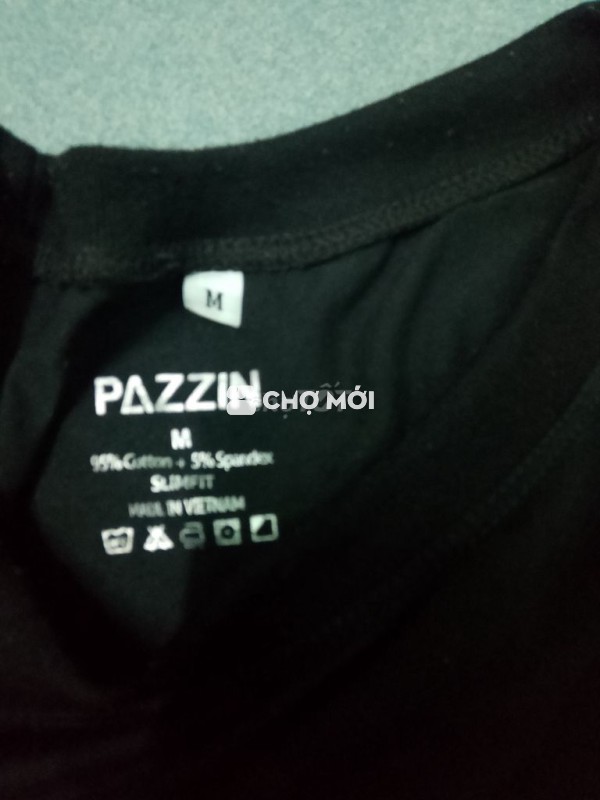 M
PAZZIN
CHỢ MỚI
M
95% Cotton + 5% Spandex
SLIMFIT
MADE IN VIETNAM